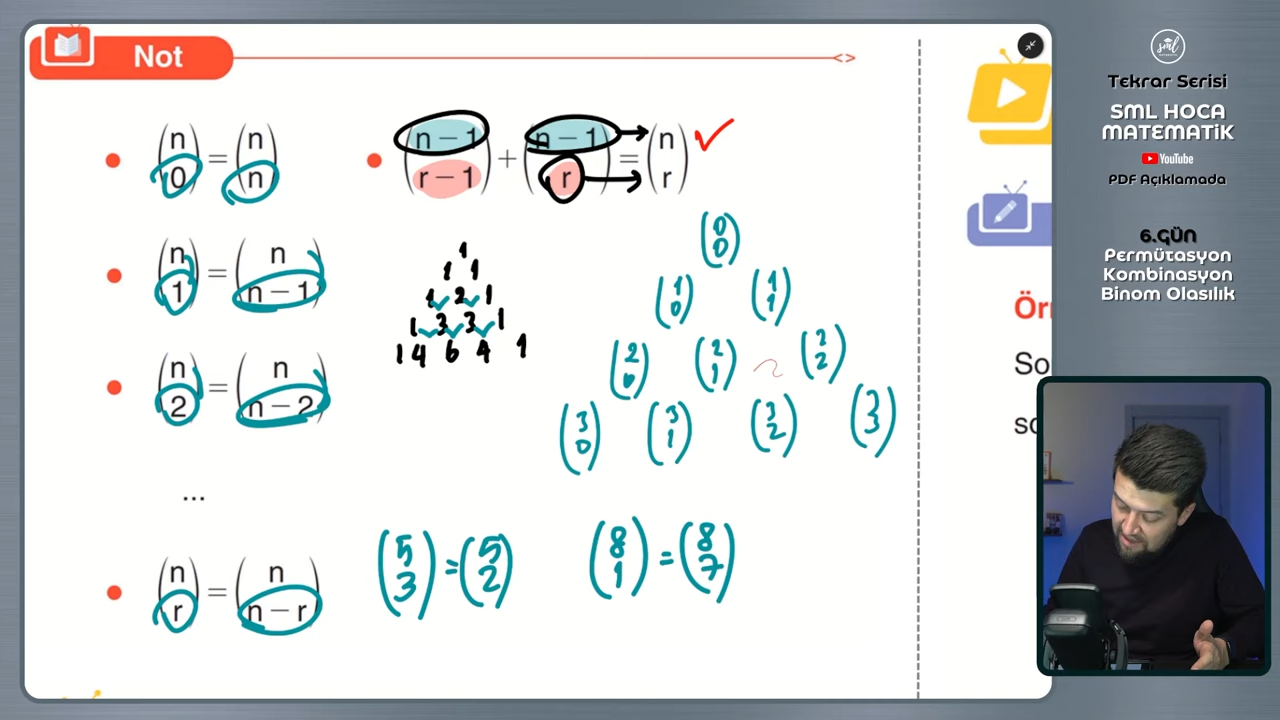 Not
(n 0) = (n n)
(n − 1 r − 1) + (n − 1 r) = (n r)
(n 1) = (n n − 1)
(n 2) = (n n − 2)
...
(n r) = (n n − r)
1
1 1
1 2 1
1 3 3 1
1 4 6 4 1
(0 0)
(1 0) (1 1)
(2 0) (2 1) (2 2)
(3 0) (3 1) (3 2) (3 3)
(5 3) = (5 2)
(8 1) = (8 7)
Ör
So
so
sml
Tekrar Serisi
SML HOCA
MATEMATİK
YouTube
PDF Açıklamada
6.GÜN
Permütasyon
Kombinasyon
Binom Olasılık